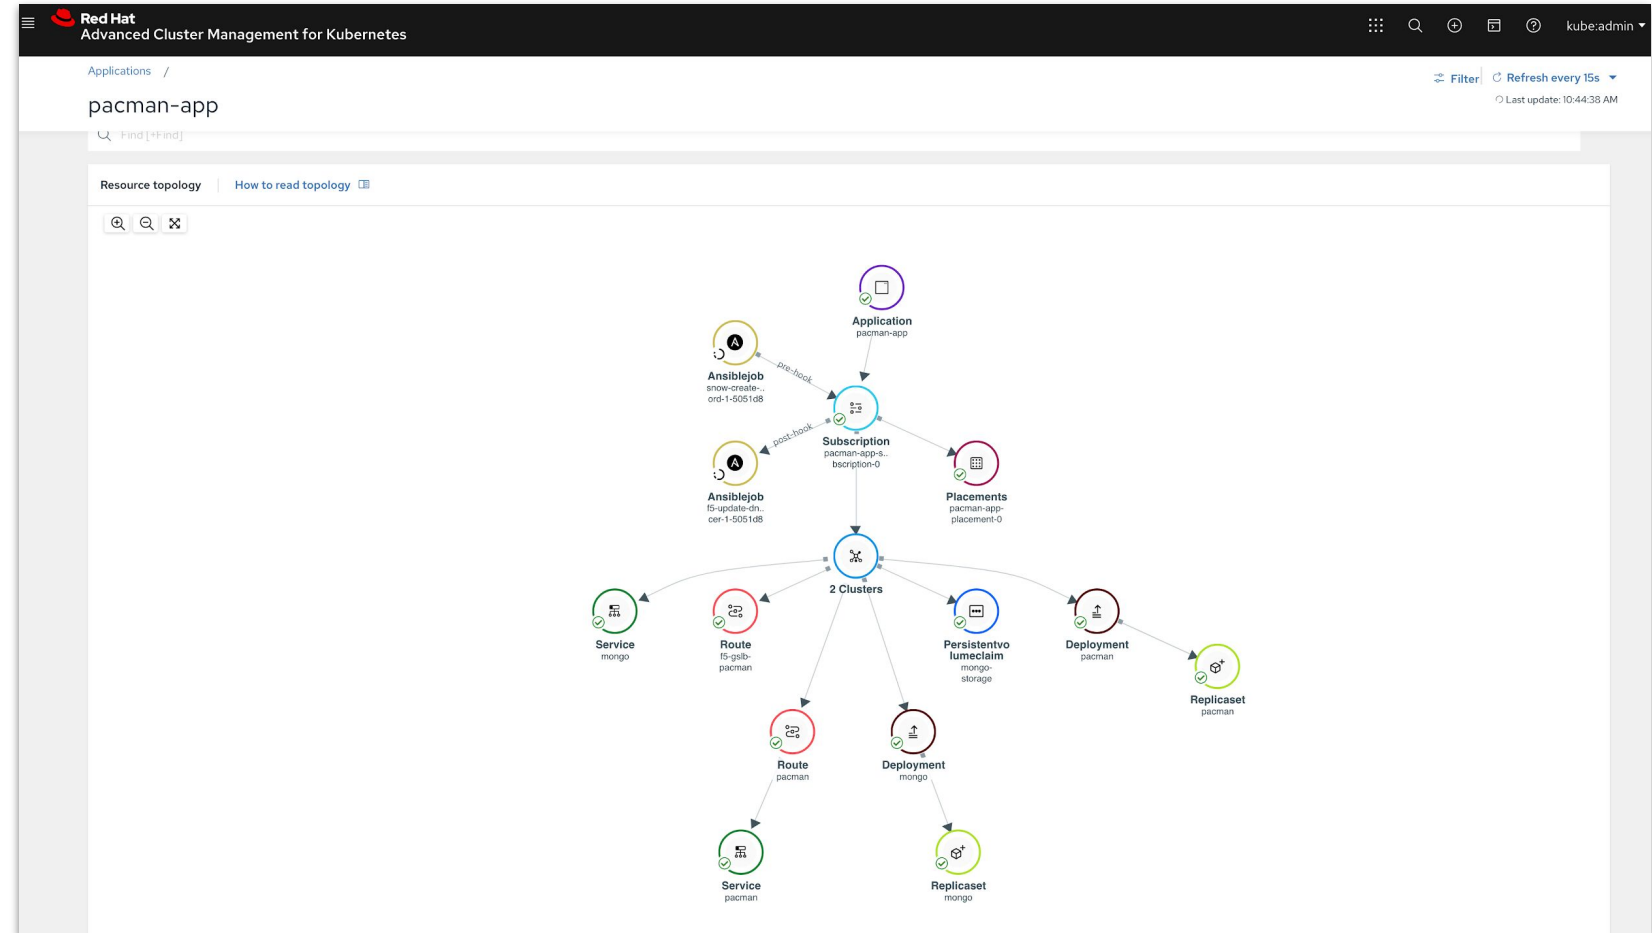 Red Hat
Advanced Cluster Management for Kubernetes
kube:admin
Applications /
pacman-app
Filter
Refresh every 15s
Last update: 10:44:38 AM
Find [+Find]
Resource topology
How to read topology
Application
pacman-app
Ansiblejob
snow-create-..
ord-1-5051d8
pre-hook
Subscription
pacman-app-s..
bscription-0
post-hook
Ansiblejob
f5-update-dn..
cer-1-5051d8
Placements
pacman-app-
placement-0
2 Clusters
Service
mongo
Route
f5-gslb-
pacman
Persistentvo
lumeclaim
mongo-
storage
Deployment
pacman
Replicaset
pacman
Route
pacman
Deployment
mongo
Service
pacman
Replicaset
mongo